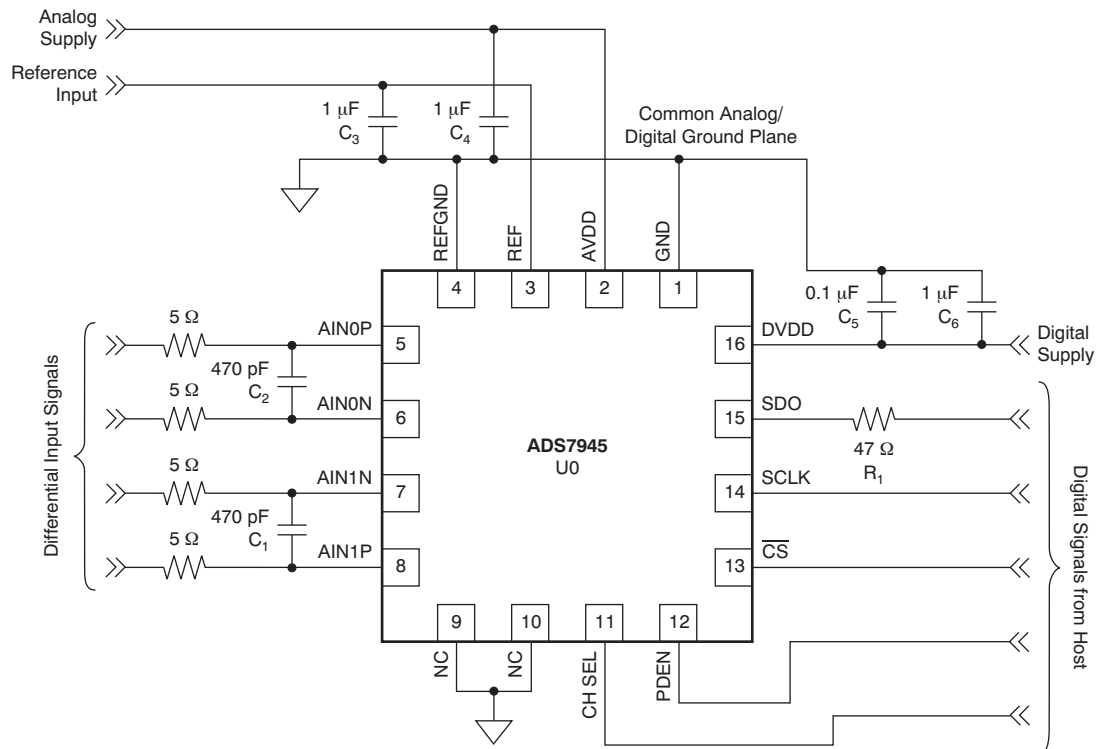 Analog
Supply
Reference
Input
1 μF
C3
1 μF
C4
Common Analog/
Digital Ground Plane
REFGND
REF
AVDD
GND
4
3
2
1
0.1 μF
C5
1 μF
C6
Digital
Supply
Differential Input Signals
5 Ω
AIN0P
5
470 pF
C2
5 Ω
AIN0N
6
5 Ω
AIN1N
7
470 pF
C1
5 Ω
AIN1P
8
ADS7945
U0
16
DVDD
15
SDO
47 Ω
R1
14
SCLK
13
C̅S̅
Digital Signals from Host
9
10
11
12
NC
NC
CH SEL
PDEN